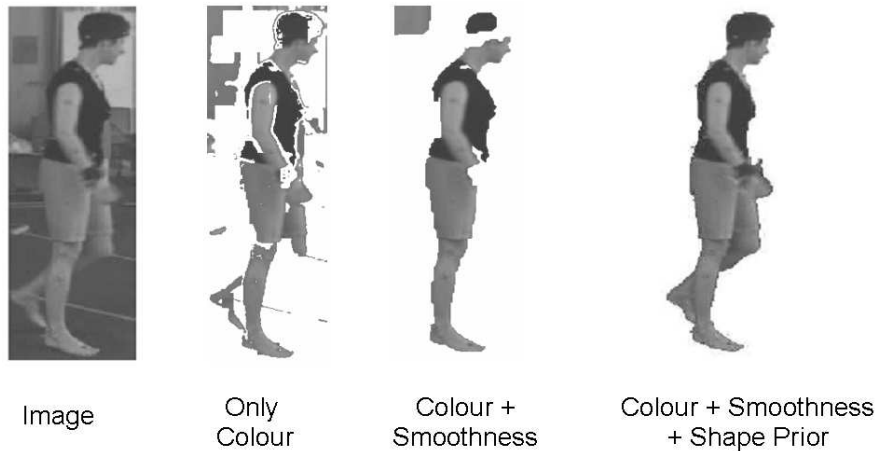 Image
Only
Colour
Colour +
Smoothness
Colour + Smoothness
+ Shape Prior